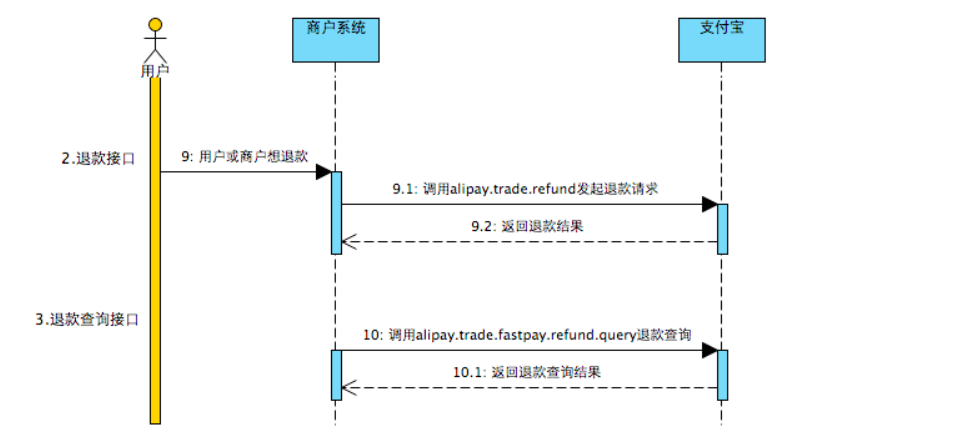 商户系统
支付宝
用户
2.退款接口
9: 用户或商户想退款
9.1: 调用alipay.trade.refund发起退款请求
9.2: 返回退款结果
3.退款查询接口
10: 调用alipay.trade.fastpay.refund.query退款查询
10.1: 返回退款查询结果